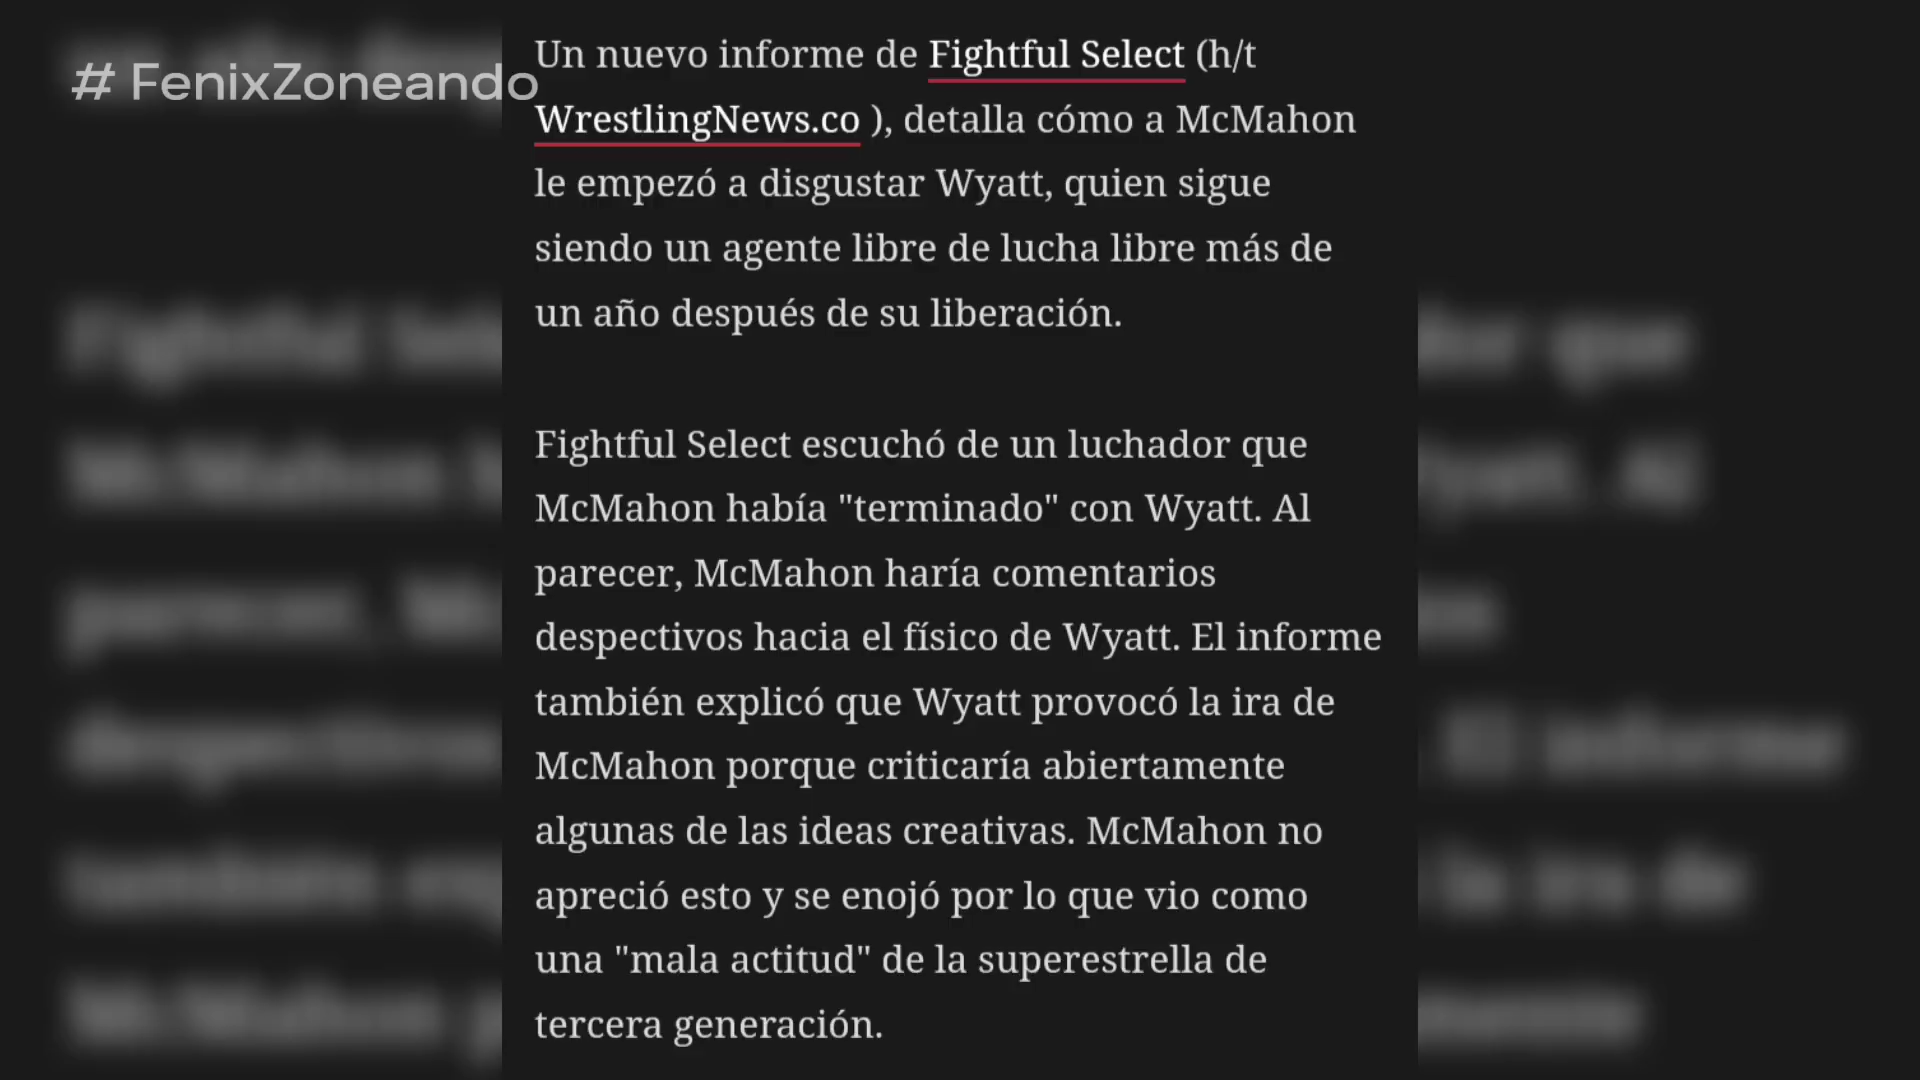 # FenixZoneando
Un nuevo informe de Fightful Select (h/t
WrestlingNews.co ), detalla cómo a McMahon
le empezó a disgustar Wyatt, quien sigue
siendo un agente libre de lucha libre más de
un año después de su liberación.
Fightful Select escuchó de un luchador que
McMahon había "terminado" con Wyatt. Al
parecer, McMahon haría comentarios
despectivos hacia el físico de Wyatt. El informe
también explicó que Wyatt provocó la ira de
McMahon porque criticaría abiertamente
algunas de las ideas creativas. McMahon no
apreció esto y se enojó por lo que vio como
una "mala actitud" de la superestrella de
tercera generación.